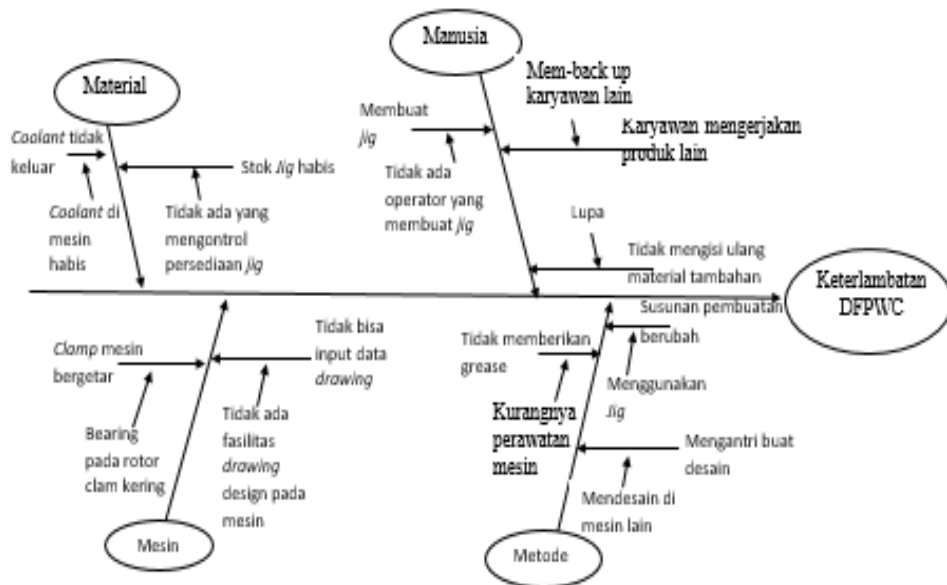 Manusia
Material
Mem-back up
karyawan lain
Membuat
jig
Karyawan mengerjakan
produk lain
Coolant tidak
keluar
Stok Jig habis
Tidak ada
operator yang
membuat jig
Coolant di
mesin
habis
Tidak ada yang
mengontrol
persediaan jig
Lupa
Tidak mengisi ulang
material tambahan
Keterlambatan
DFPWC
Susunan pembuatan
berubah
Tidak bisa
input data
drawing
Tidak memberikan
grease
Clamp mesin
bergetar
Menggunakan
Jig
Kurangnya
perawatan
mesin
Bearing
pada rotor
clam kering
Tidak ada
fasilitas
drawing
design pada
mesin
Mengantri buat
desain
Mendesain di
mesin lain
Mesin
Metode